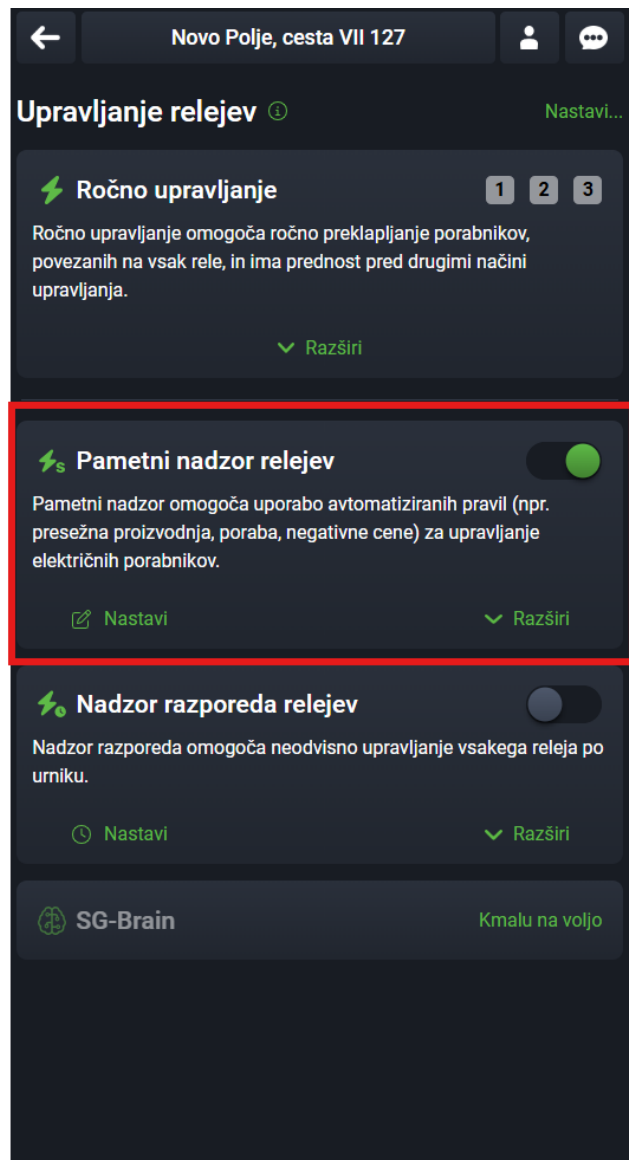 Novo Polje, cesta VII 127
Upravljanje relejev
Nastavi...
Ročno upravljanje
1 2 3
Ročno upravljanje omogoča ročno preklapljanje porabnikov,
povezanih na vsak rele, in ima prednost pred drugimi načini
upravljanja.
Razširi
Pametni nadzor relejev
Pametni nadzor omogoča uporabo avtomatiziranih pravil (npr.
presežna proizvodnja, poraba, negativne cene) za upravljanje
električnih porabnikov.
Nastavi
Razširi
Nadzor razporeda relejev
Nadzor razporeda omogoča neodvisno upravljanje vsakega releja po
urniku.
Nastavi
Razširi
SG-Brain
Kmalu na voljo